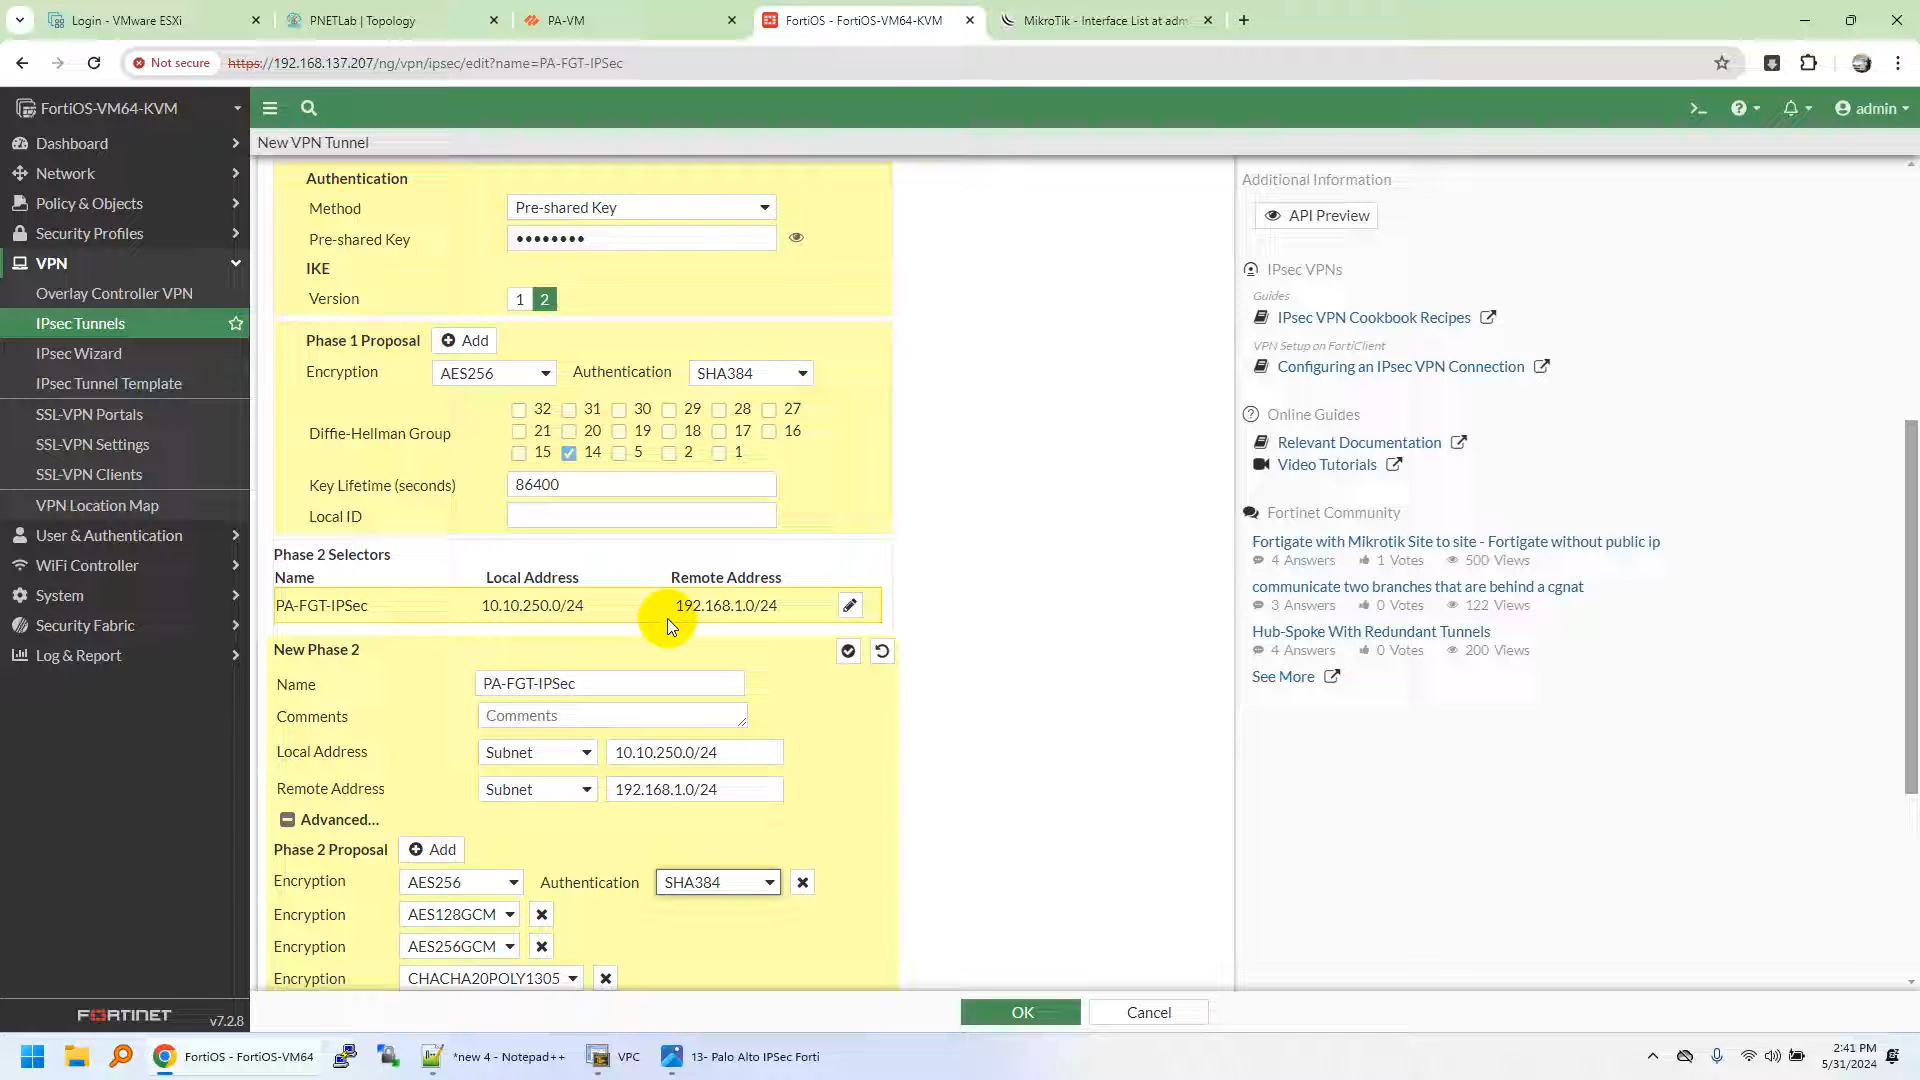 Login - VMware ESXi
PNETLab | Topology
PA-VM
FortiOS - FortiOS-VM64-KVM
MikroTik - Interface List at adm
Not secure
https://192.168.137.207/ng/vpn/ipsec/edit?name=PA-FGT-IPSec
FortiOS-VM64-KVM
admin
Dashboard
Network
Policy & Objects
Security Profiles
VPN
Overlay Controller VPN
IPsec Tunnels
IPsec Wizard
IPsec Tunnel Template
SSL-VPN Portals
SSL-VPN Settings
SSL-VPN Clients
VPN Location Map
User & Authentication
WiFi Controller
System
Security Fabric
Log & Report
FORTINET
v7.2.8
New VPN Tunnel
Authentication
Method Pre-shared Key
Pre-shared Key ••••••••
IKE
Version 1 2
Phase 1 Proposal Add
Encryption AES256 Authentication SHA384
32 31 30 29 28 27
Diffie-Hellman Group 21 20 19 18 17 16
15 14 5 2 1
Key Lifetime (seconds) 86400
Local ID
Phase 2 Selectors
Name Local Address Remote Address
PA-FGT-IPSec 10.10.250.0/24 192.168.1.0/24
New Phase 2
Name PA-FGT-IPSec
Comments Comments
Local Address Subnet 10.10.250.0/24
Remote Address Subnet 192.168.1.0/24
Advanced...
Phase 2 Proposal Add
Encryption AES256 Authentication SHA384
Encryption AES128GCM
Encryption AES256GCM
Encryption CHACHA20POLY1305
OK Cancel
Additional Information
API Preview
IPsec VPNs
Guides
IPsec VPN Cookbook Recipes
VPN Setup on FortiClient
Configuring an IPsec VPN Connection
Online Guides
Relevant Documentation
Video Tutorials
Fortinet Community
Fortigate with Mikrotik Site to site - Fortigate without public ip
4 Answers 1 Votes 500 Views
communicate two branches that are behind a cgnat
3 Answers 0 Votes 122 Views
Hub-Spoke With Redundant Tunnels
4 Answers 0 Votes 200 Views
See More
FortiOS - FortiOS-VM64
*new 4 - Notepad++
VPC
13- Palo Alto IPSec Forti
2:41 PM
5/31/2024